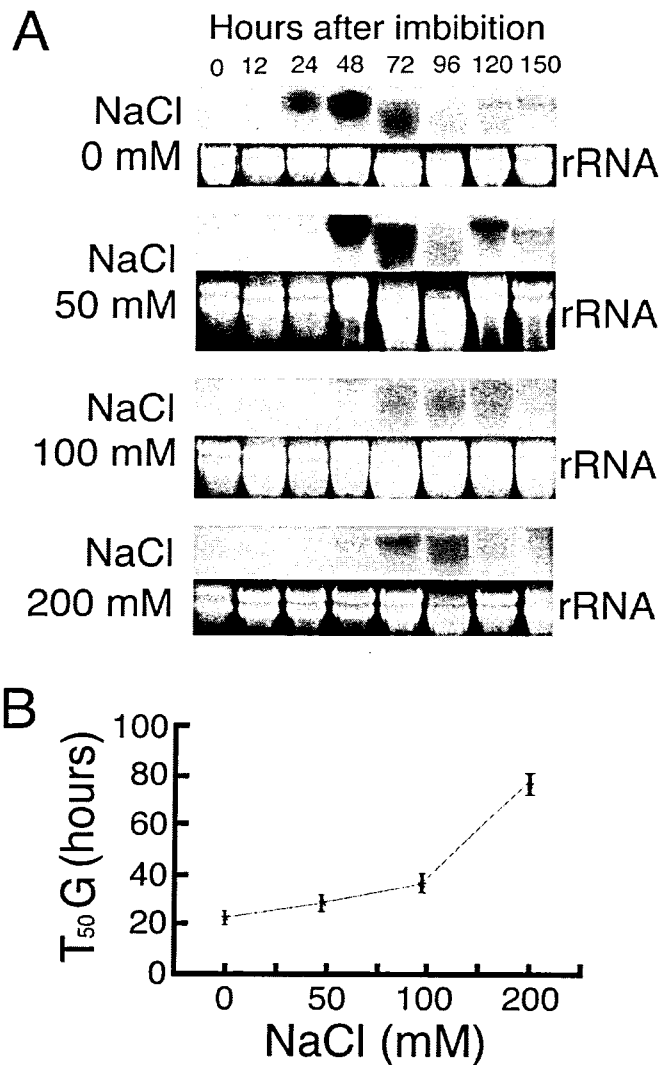 A
Hours after imbibition
0 12 24 48 72 96 120 150
NaCl
0 mM
rRNA
NaCl
50 mM
rRNA
NaCl
100 mM
rRNA
NaCl
200 mM
rRNA
B
T₅₀G (hours)
100
80
60
40
20
0
0 50 100 200
NaCl (mM)